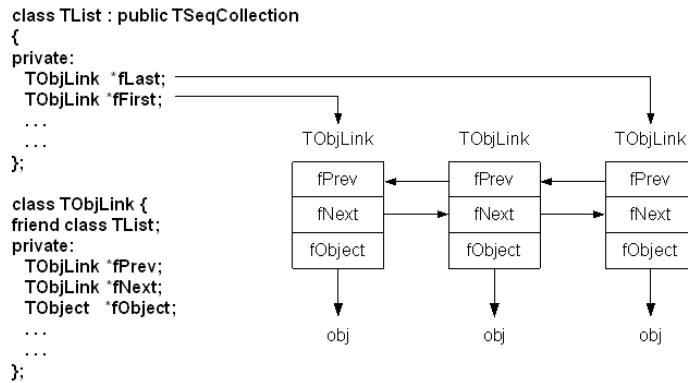 class TList : public TSeqCollection
{
private:
TObjLink *fLast;
TObjLink *fFirst;
. . .
. . .
};
class TObjLink {
friend class TList;
private:
TObjLink *fPrev;
TObjLink *fNext;
TObject *fObject;
. . .
. . .
};
TObjLink TObjLink TObjLink
fPrev fPrev fPrev
fNext fNext fNext
fObject fObject fObject
obj obj obj